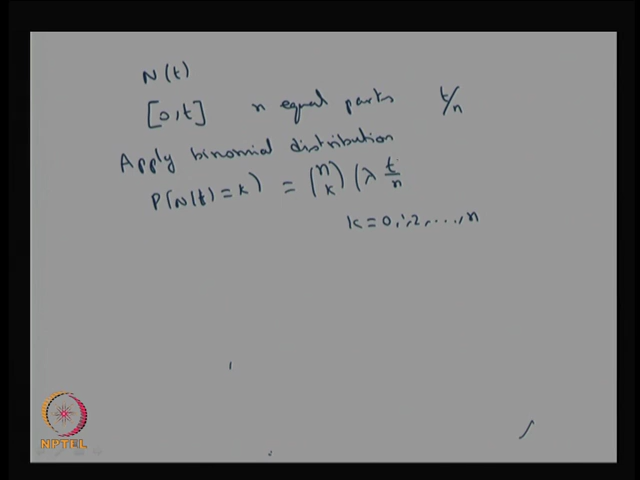 N(t)
[0,t] n equal parts t/n
Apply binomial distribution
P(N(t) = k) = (n k) (λ t/n
k = 0, 1, 2, ..., n
NPTEL